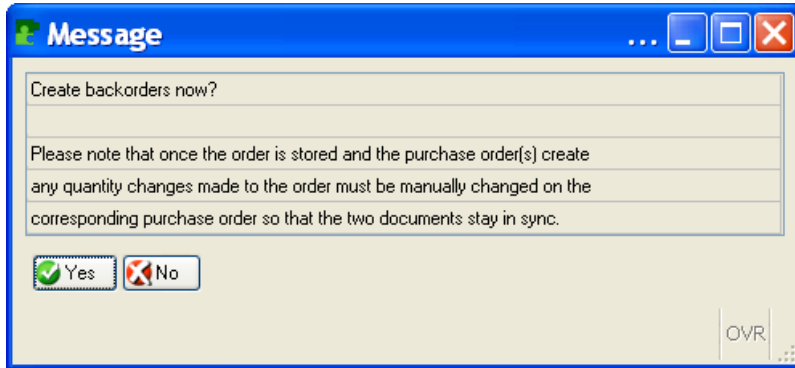 Message
...
Create backorders now?
Please note that once the order is stored and the purchase order(s) create
any quantity changes made to the order must be manually changed on the
corresponding purchase order so that the two documents stay in sync.
Yes No
OVR